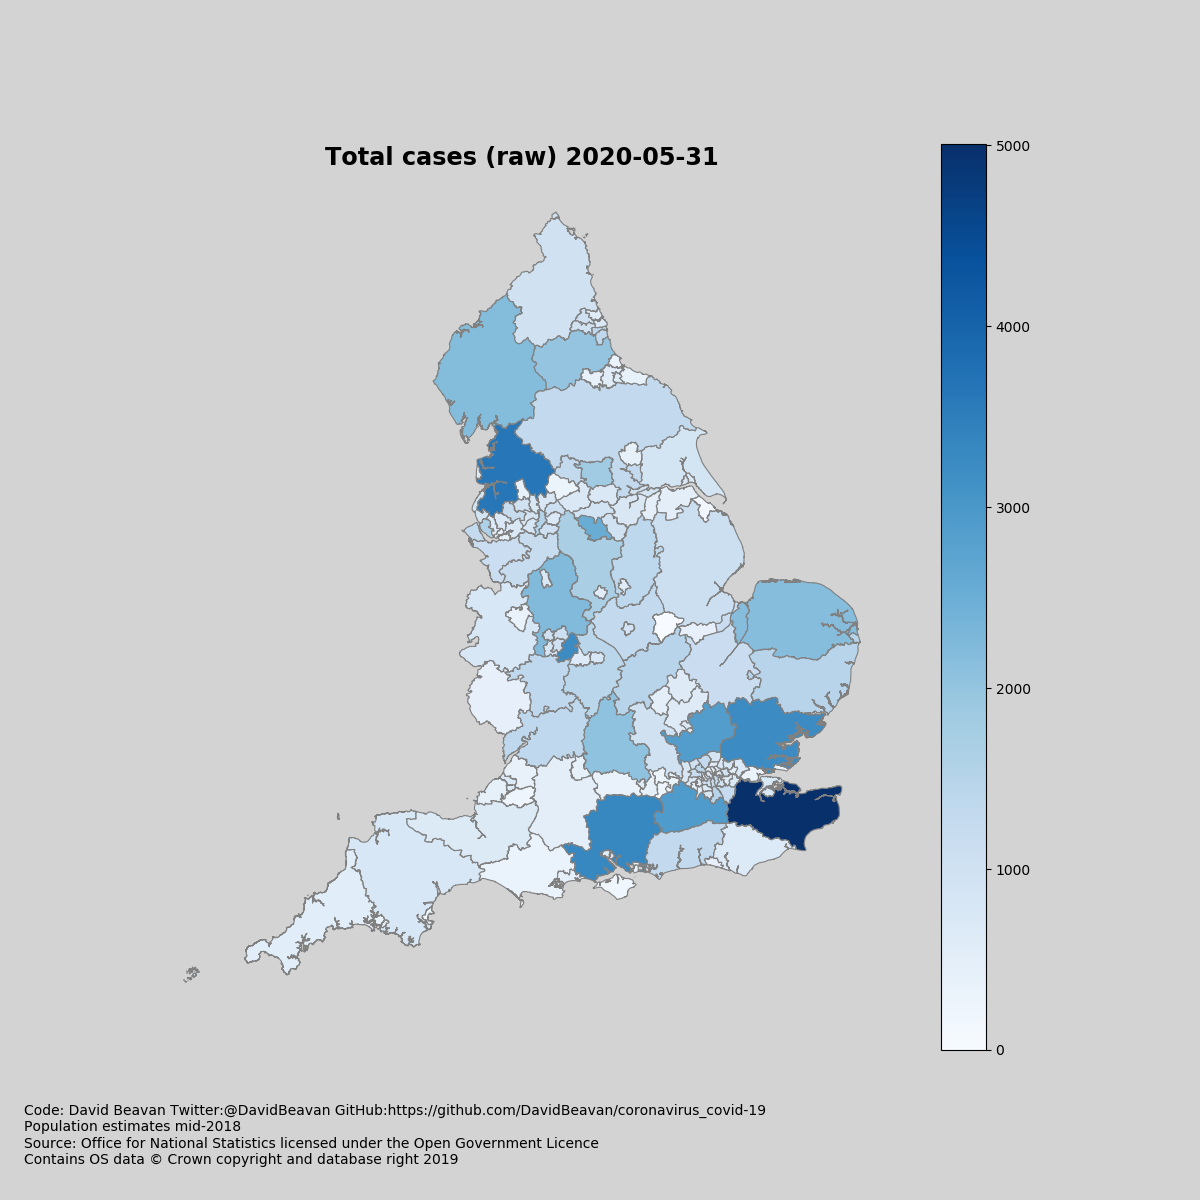 Total cases (raw) 2020-05-31
5000
4000
3000
2000
1000
0
Code: David Beavan Twitter:@DavidBeavan GitHub:https://github.com/DavidBeavan/coronavirus_covid-19
Population estimates mid-2018
Source: Office for National Statistics licensed under the Open Government Licence
Contains OS data © Crown copyright and database right 2019